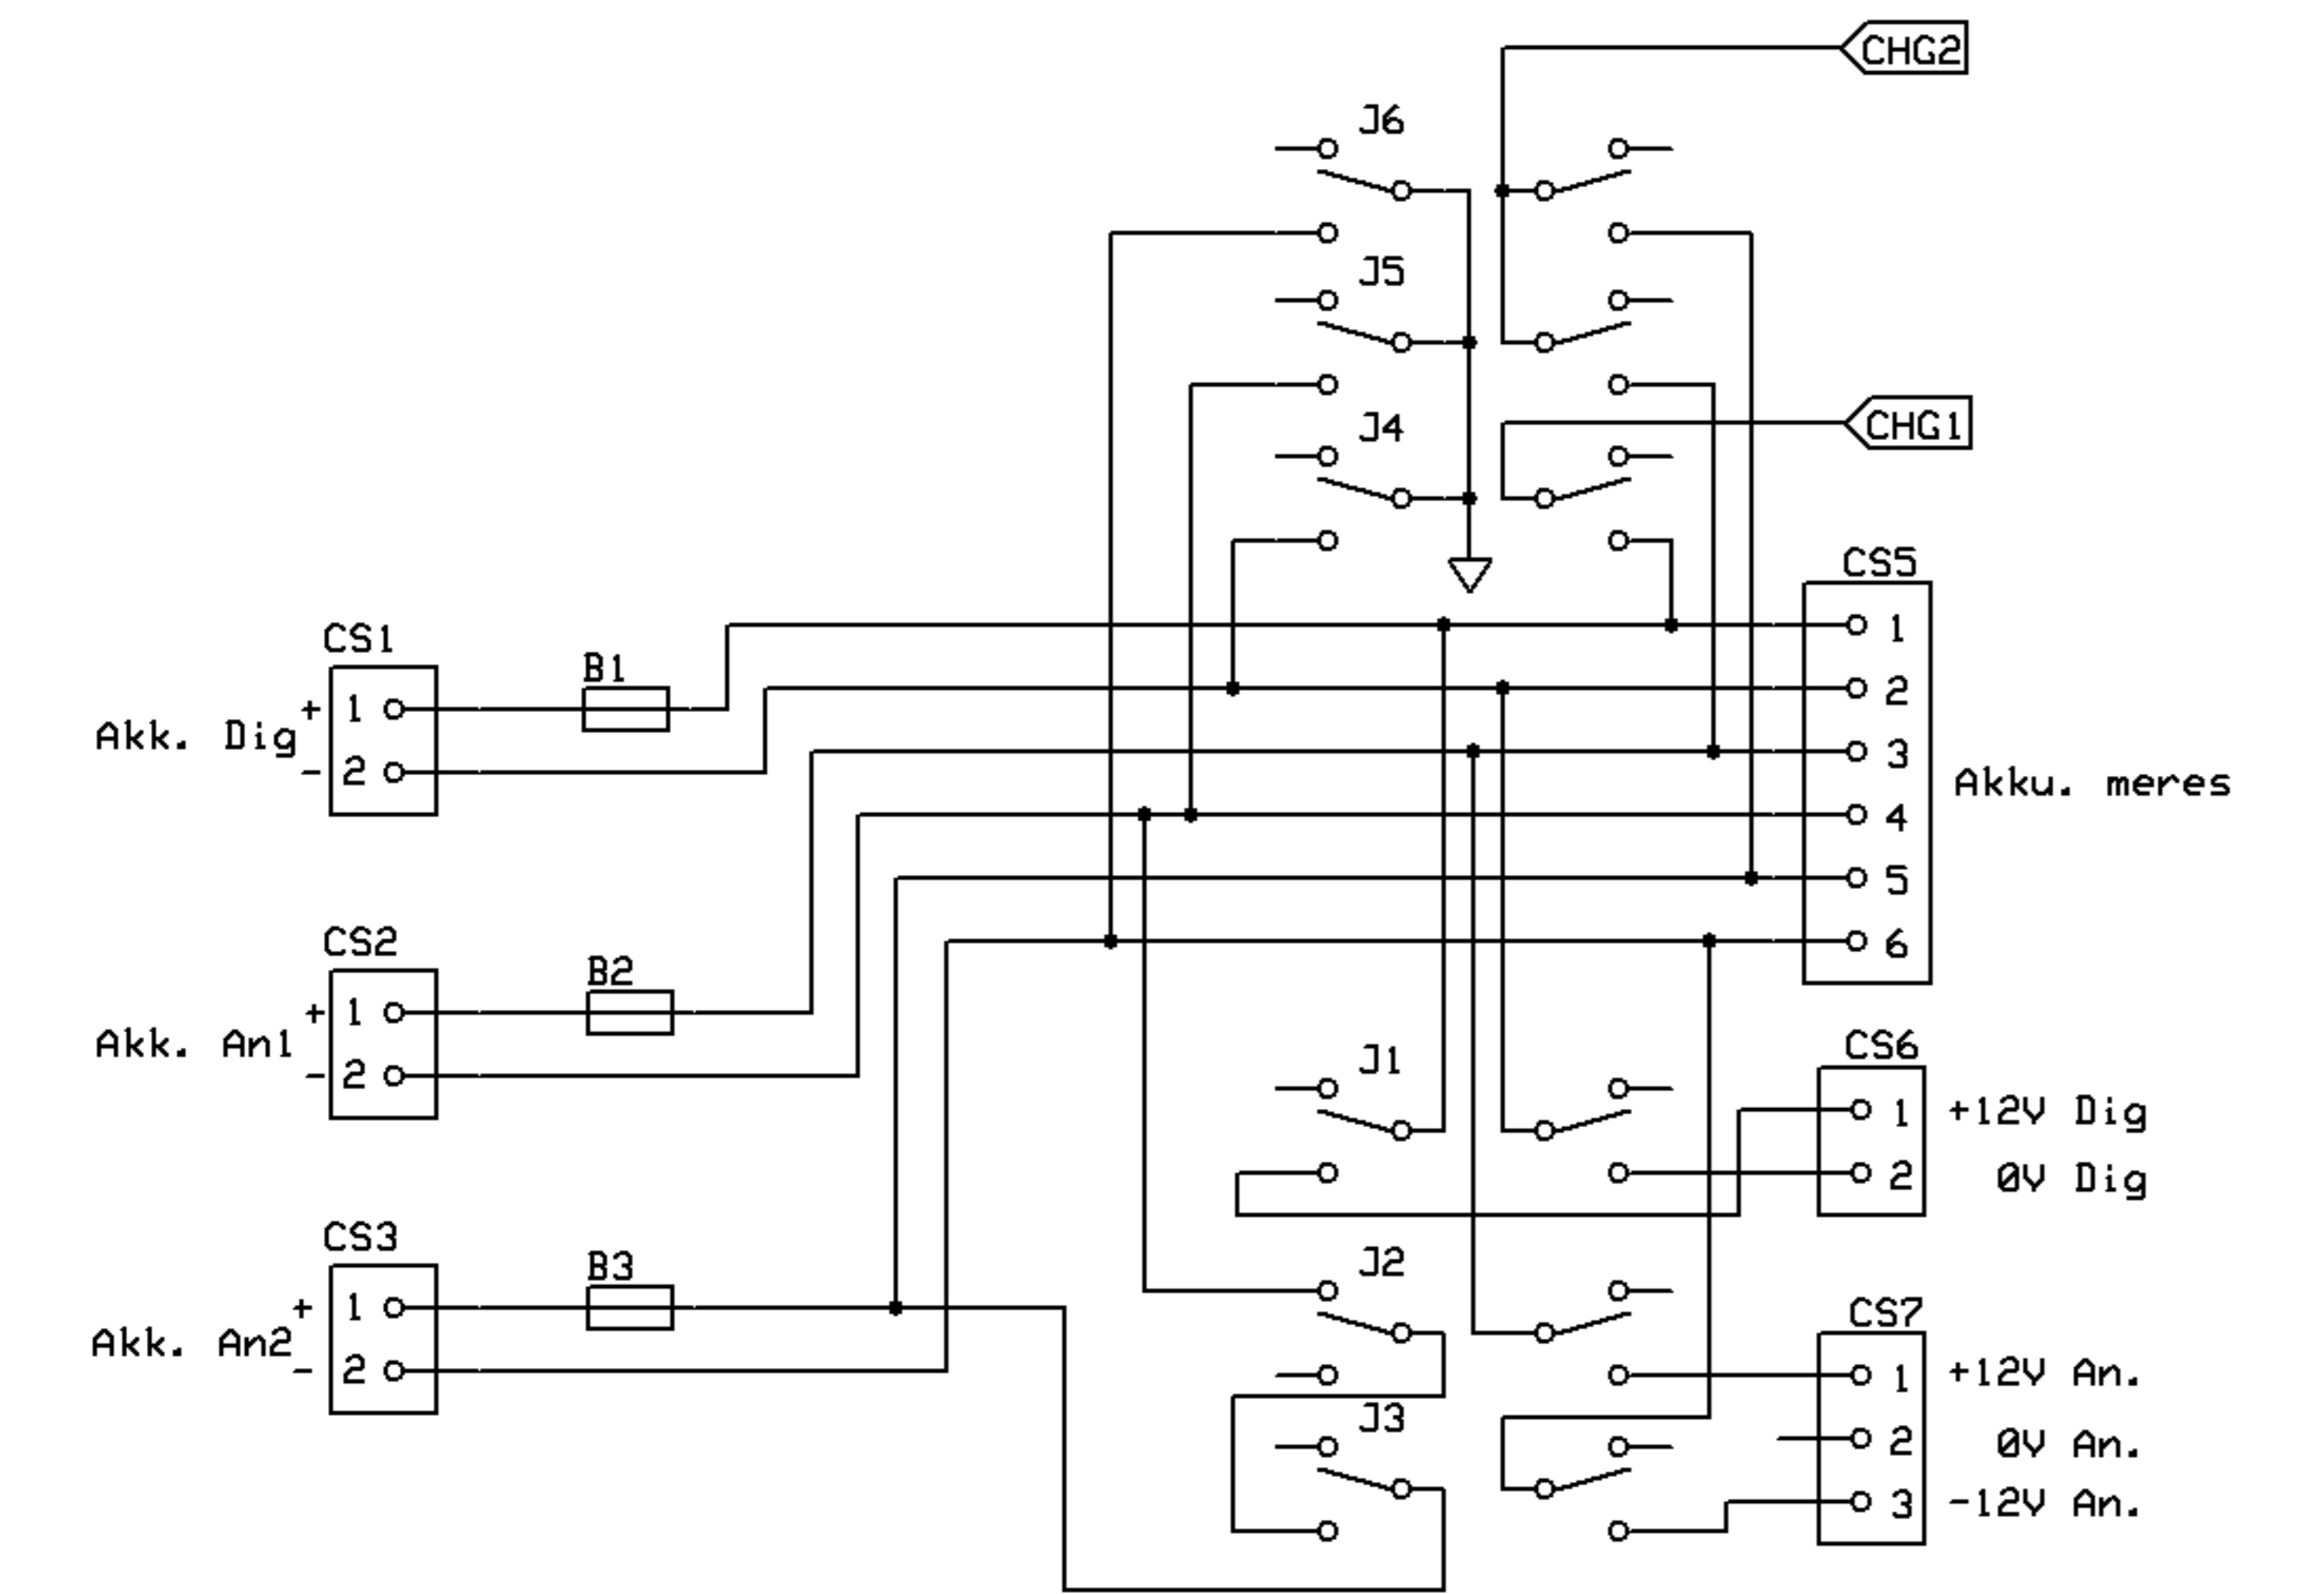 CHG2
J6
J5
J4
CHG1
CS5
1
2
3
4
5
6
Akku. meres
CS1
B1
+ 1
- 2
Akk. Dig
CS2
B2
+ 1
- 2
Akk. An1
CS3
B3
+ 1
- 2
Akk. An2
J1
J2
J3
CS6
1 +12V Dig
2 0V Dig
CS7
1 +12V An.
2 0V An.
3 -12V An.